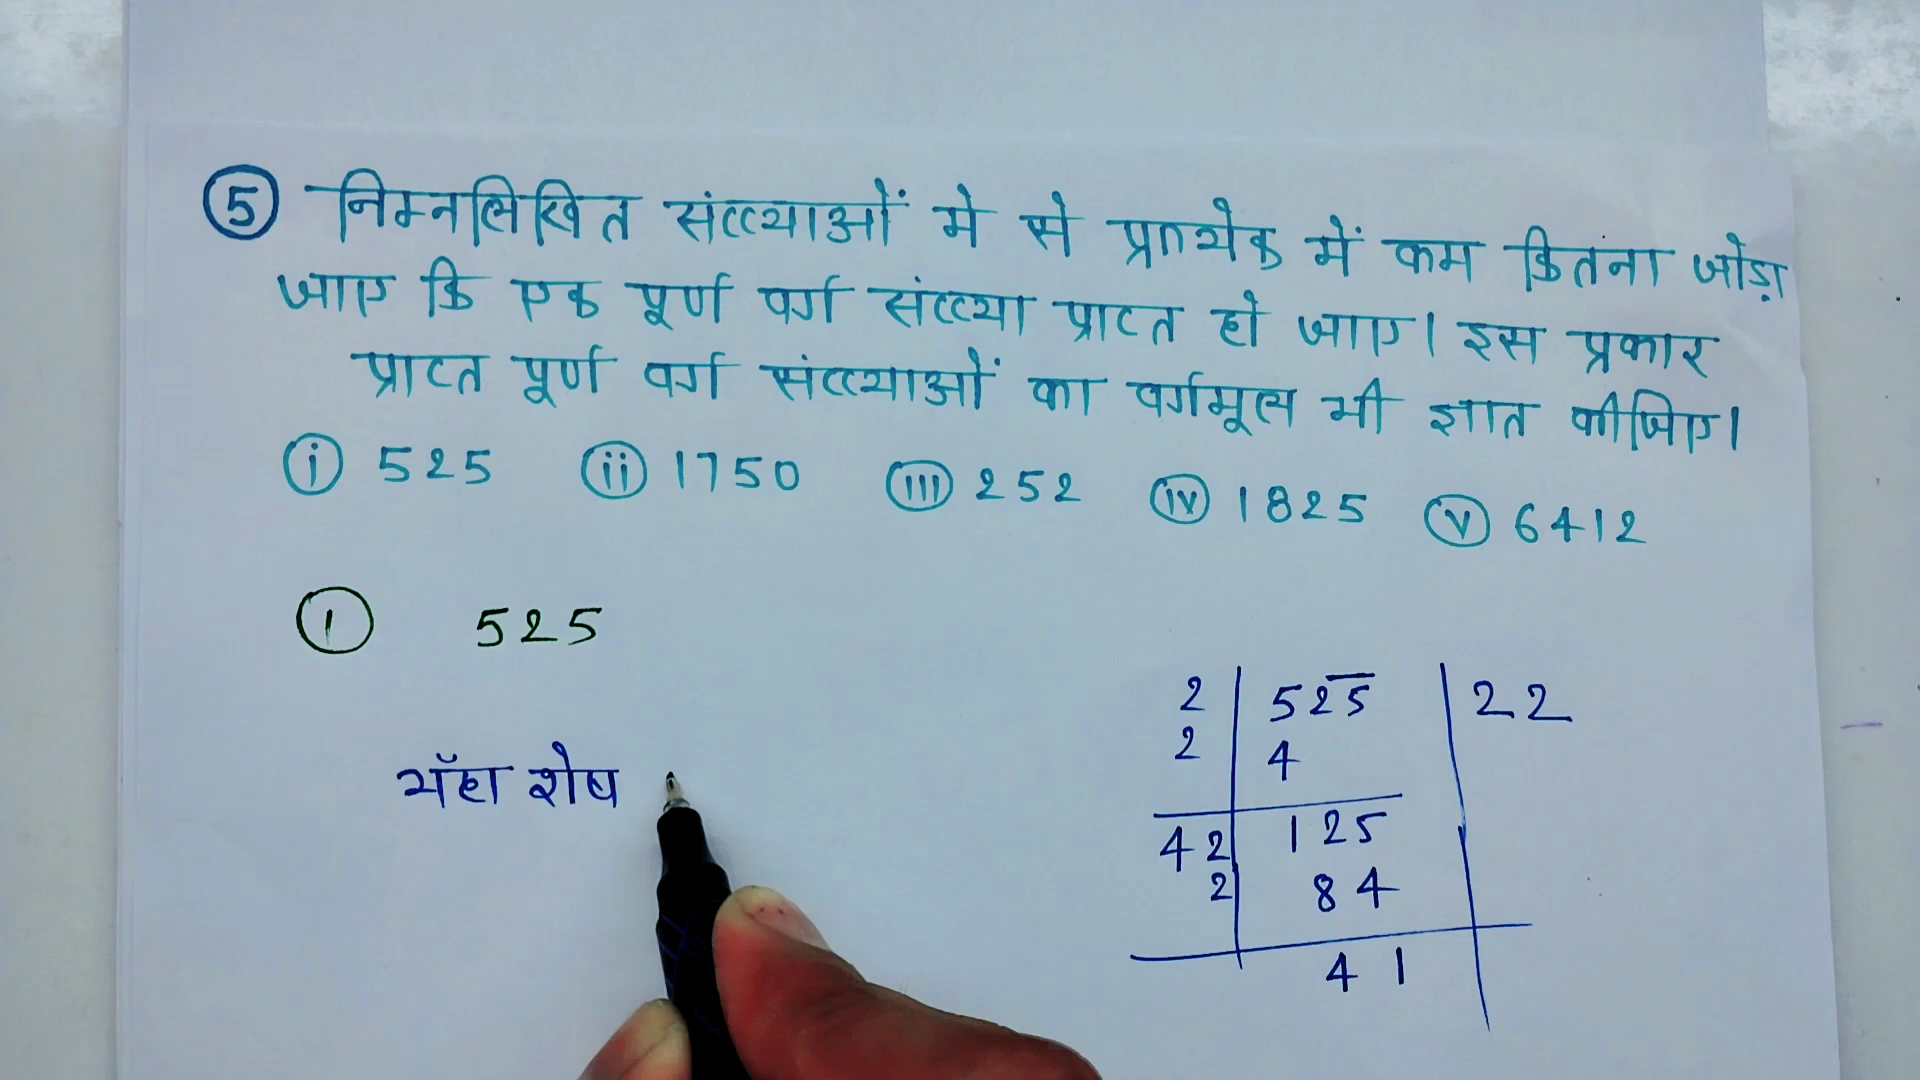 ⑤ निम्नलिखित संख्याओं मे से प्रत्येक में कम कितना जोड़ा
जाए कि एक पूर्ण वर्ग संख्या प्राप्त हो जाए। इस प्रकार
प्राप्त पूर्ण वर्ग संख्याओं का वर्गमूल भी ज्ञात कीजिए।
ⓘ 525 ⓘⓘ 1750 ⓘⓘⓘ 252 ⓘⓥ 1825 ⓥ 6412
① 525
यॅहा शेष
2 | 525 | 22
2 | 4
42 | 125
2 | 84
41